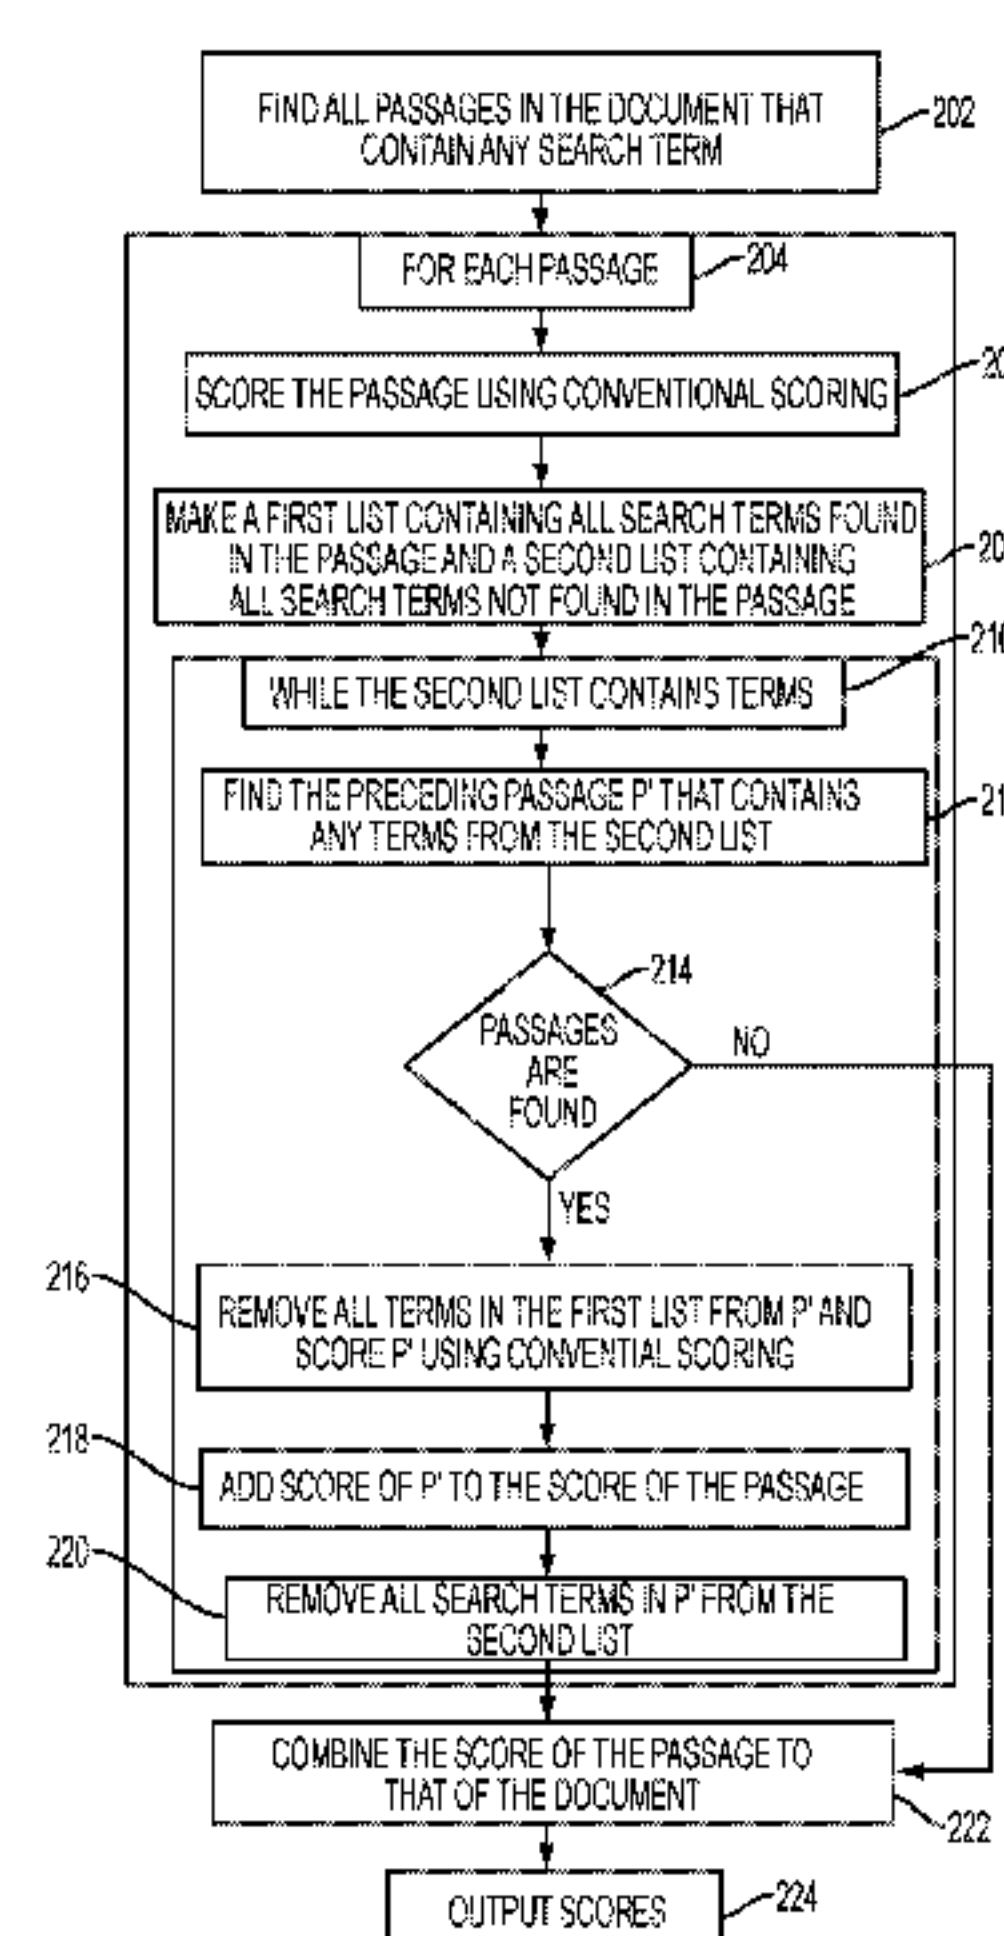 FIND ALL PASSAGES IN THE DOCUMENT THAT
CONTAIN ANY SEARCH TERM
202
FOR EACH PASSAGE
204
SCORE THE PASSAGE USING CONVENTIONAL SCORING
MAKE A FIRST LIST CONTAINING ALL SEARCH TERMS FOUND
IN THE PASSAGE AND A SECOND LIST CONTAINING
ALL SEARCH TERMS NOT FOUND IN THE PASSAGE
210
WHILE THE SECOND LIST CONTAINS TERMS
FIND THE PRECEDING PASSAGE P' THAT CONTAINS
ANY TERMS FROM THE SECOND LIST
214
PASSAGES
ARE
FOUND
NO
YES
216
REMOVE ALL TERMS IN THE FIRST LIST FROM P' AND
SCORE P' USING CONVENTIAL SCORING
218
ADD SCORE OF P' TO THE SCORE OF THE PASSAGE
220
REMOVE ALL SEARCH TERMS IN P' FROM THE
SECOND LIST
COMBINE THE SCORE OF THE PASSAGE TO
THAT OF THE DOCUMENT
222
OUTPUT SCORES
224